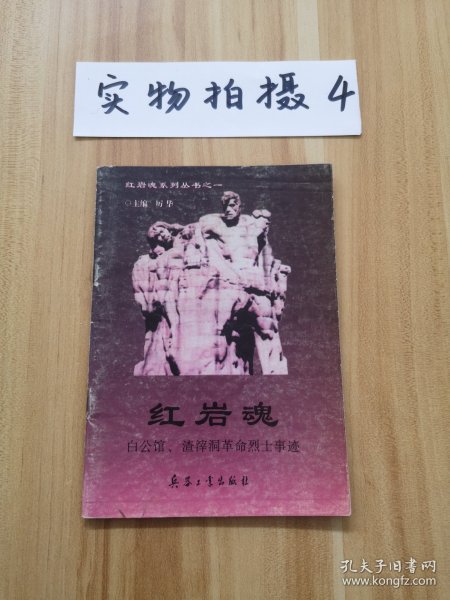 实物拍摄4
红岩魂系列丛书之一
○主编 厉华
红岩魂
白公馆、渣滓洞革命烈士事迹
兵器工业出版社
孔夫子旧书网
www.kongfz.com